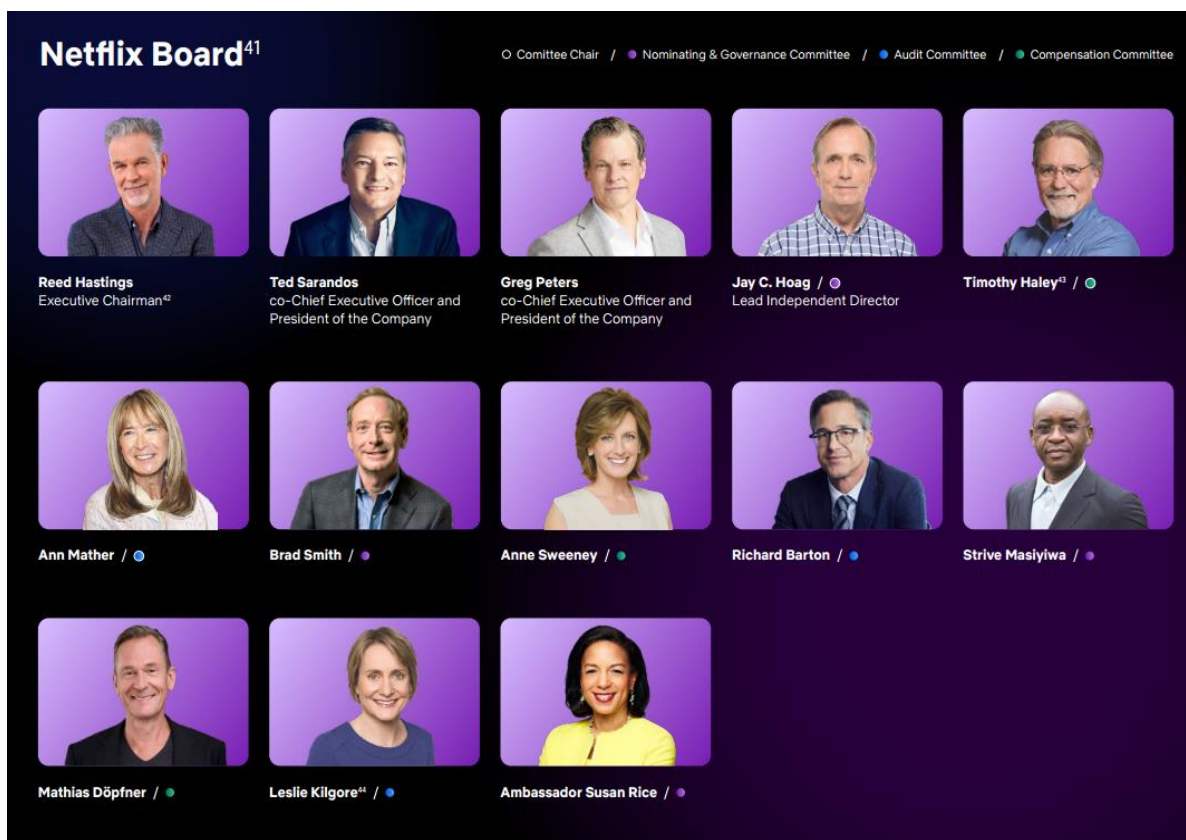 Netflix Board41
Comittee Chair / Nominating & Governance Committee / Audit Committee / Compensation Committee
Reed Hastings
Executive Chairman42
Ted Sarandos
co-Chief Executive Officer and
President of the Company
Greg Peters
co-Chief Executive Officer and
President of the Company
Jay C. Hoag /
Lead Independent Director
Timothy Haley43 /
Ann Mather /
Brad Smith /
Anne Sweeney /
Richard Barton /
Strive Masiyiwa /
Mathias Döpfner /
Leslie Kilgore44 /
Ambassador Susan Rice /